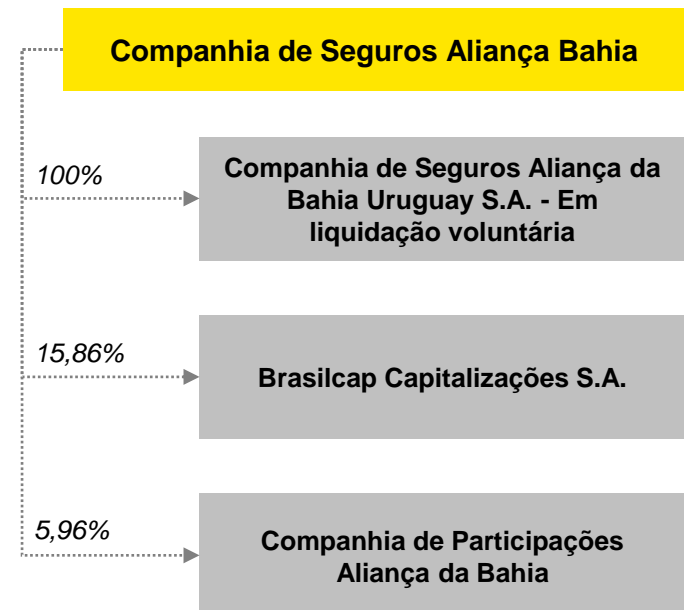 Companhia de Seguros Aliança Bahia
100%
Companhia de Seguros Aliança da
Bahia Uruguay S.A. - Em
liquidação voluntária
15,86%
Brasilcap Capitalizações S.A.
5,96%
Companhia de Participações
Aliança da Bahia